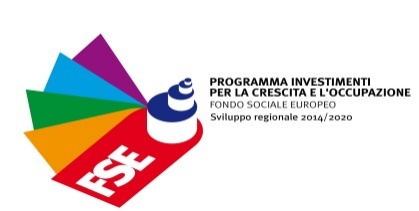 PROGRAMMA INVESTIMENTI
PER LA CRESCITA E L'OCCUPAZIONE
FONDO SOCIALE EUROPEO
Sviluppo regionale 2014/2020
FSE